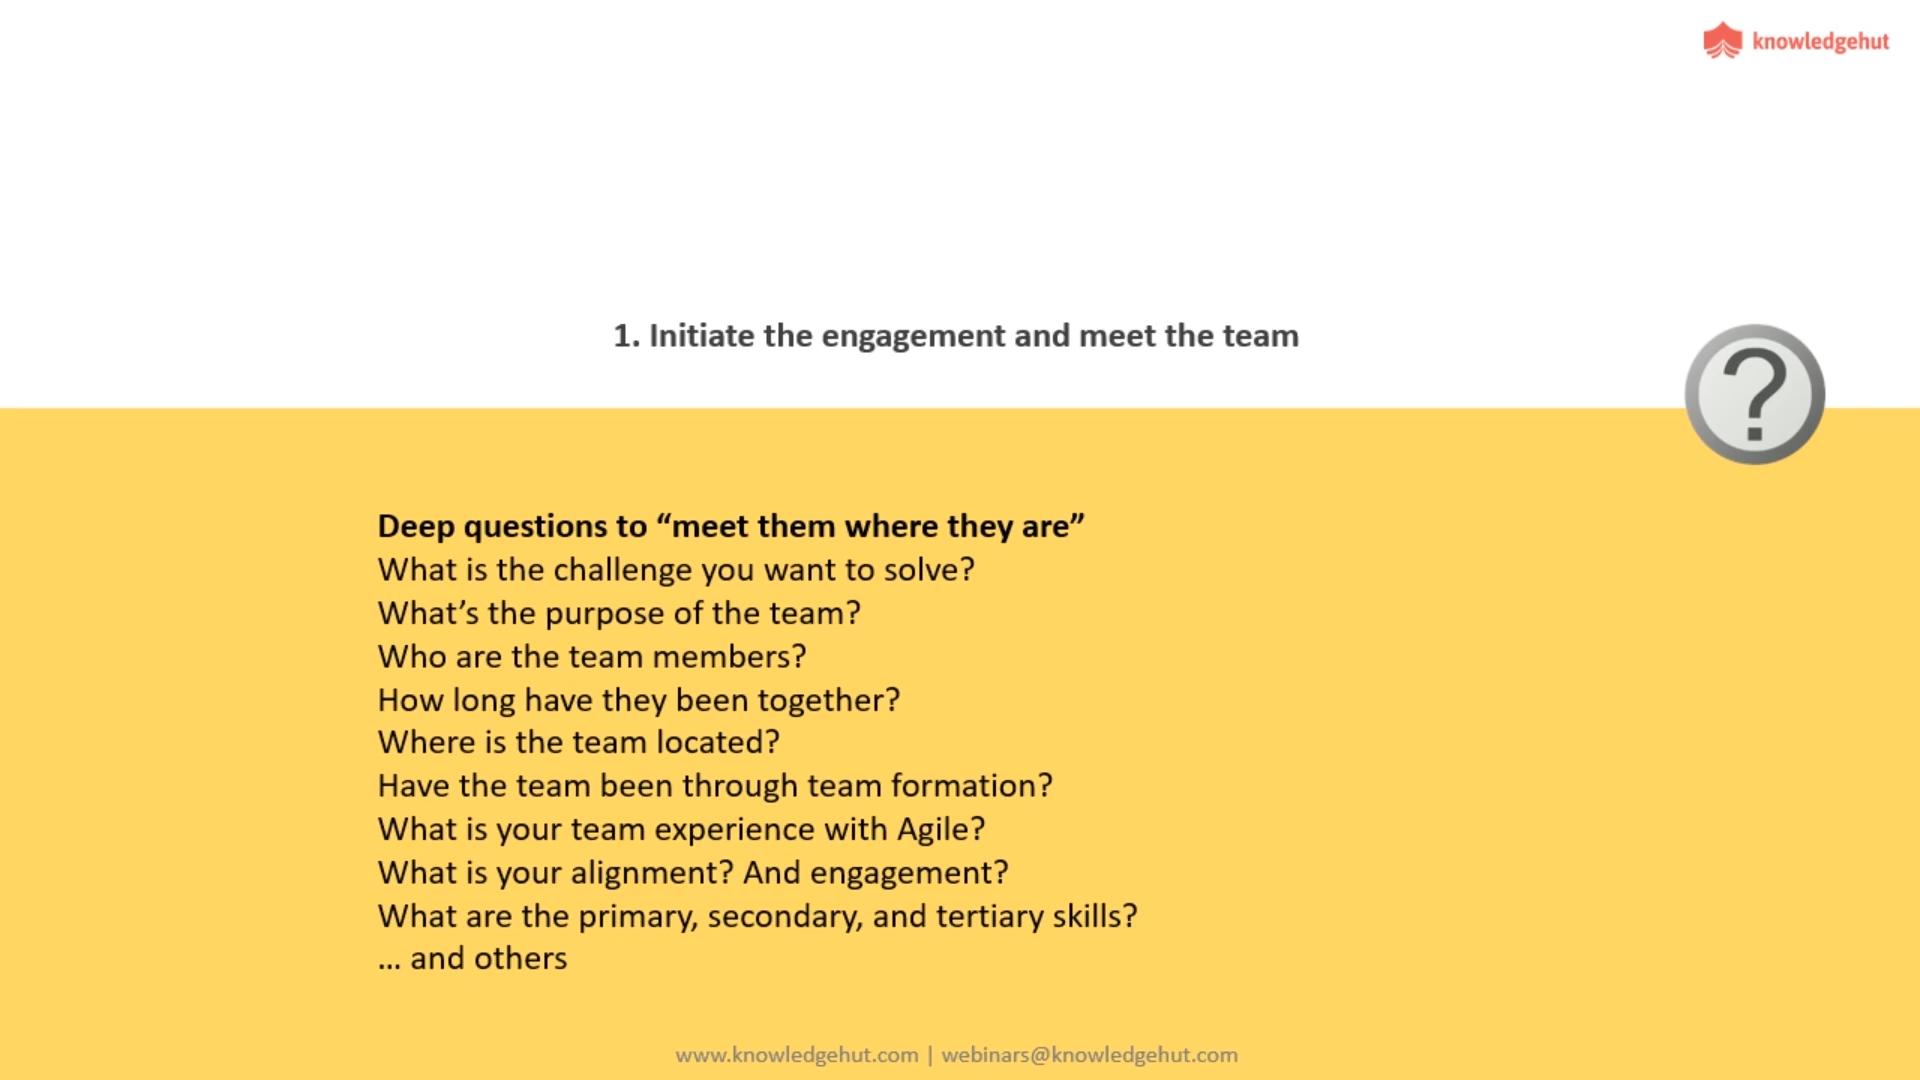 knowledgehut
1. Initiate the engagement and meet the team
?
Deep questions to “meet them where they are”
What is the challenge you want to solve?
What’s the purpose of the team?
Who are the team members?
How long have they been together?
Where is the team located?
Have the team been through team formation?
What is your team experience with Agile?
What is your alignment? And engagement?
What are the primary, secondary, and tertiary skills?
… and others
www.knowledgehut.com | webinars@knowledgehut.com